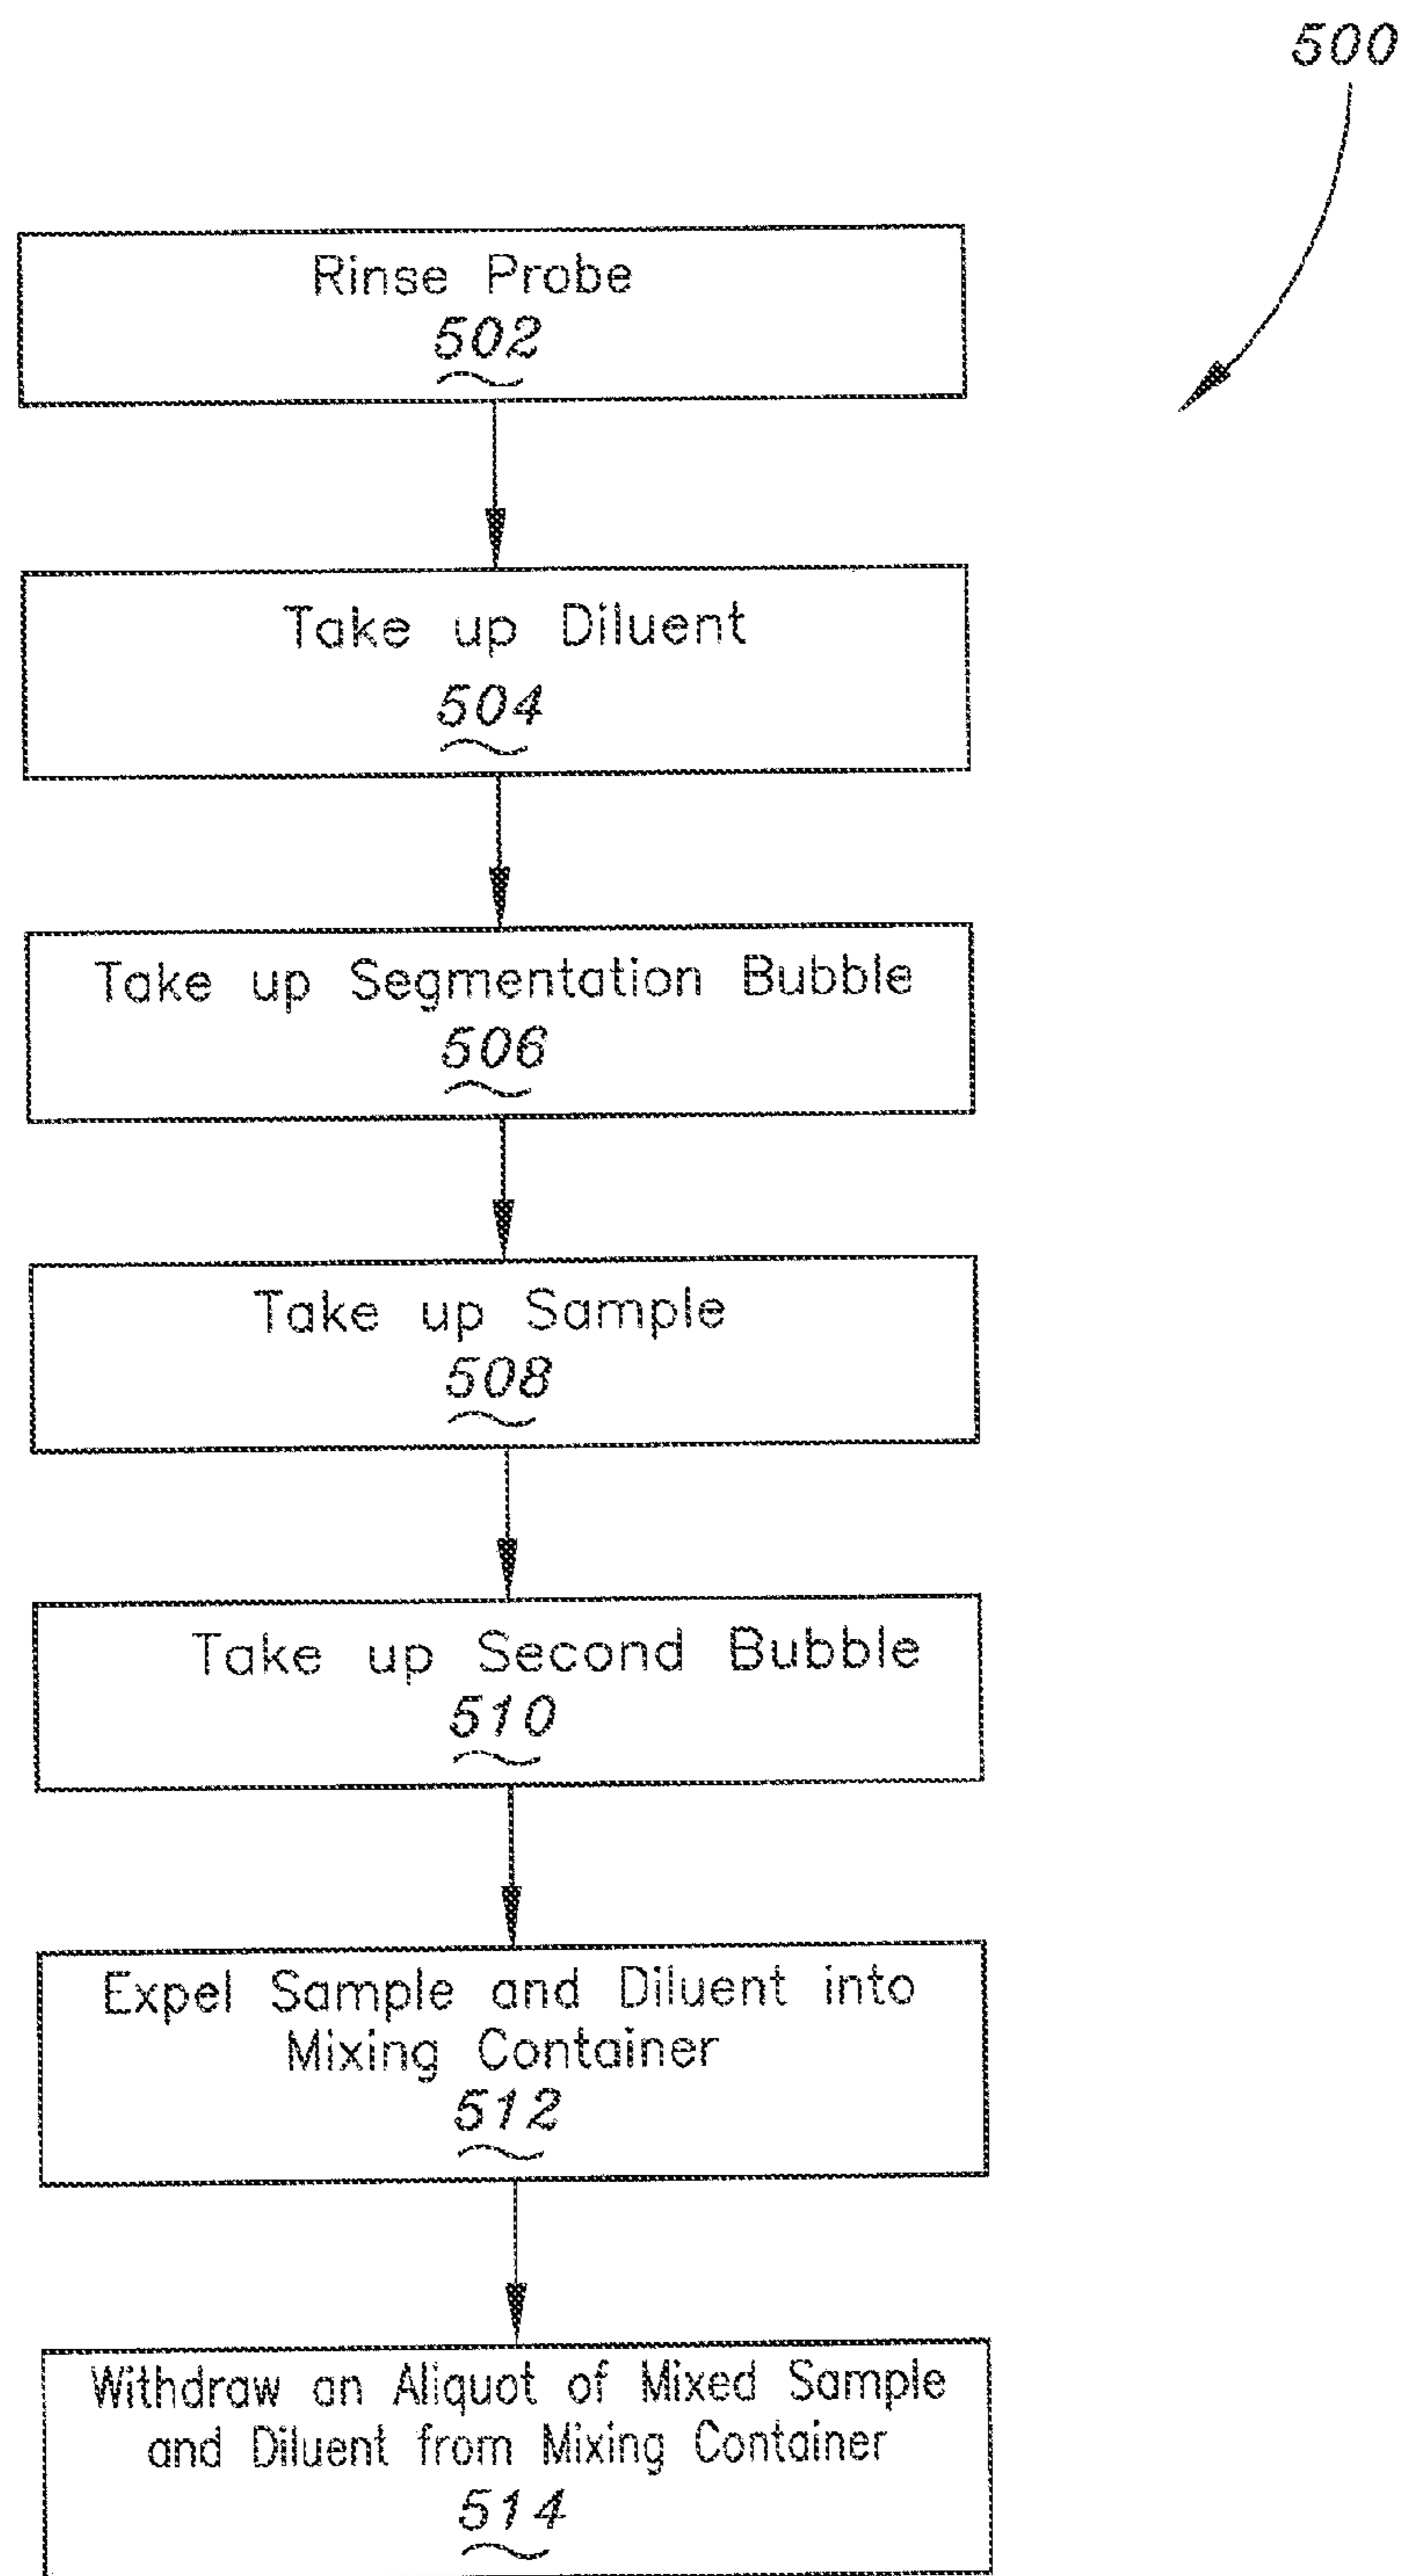 500
Rinse Probe
502
Take up Diluent
504
Take up Segmentation Bubble
506
Take up Sample
508
Take up Second Bubble
510
Expel Sample and Diluent into
Mixing Container
512
Withdraw an Aliquot of Mixed Sample
and Diluent from Mixing Container
514